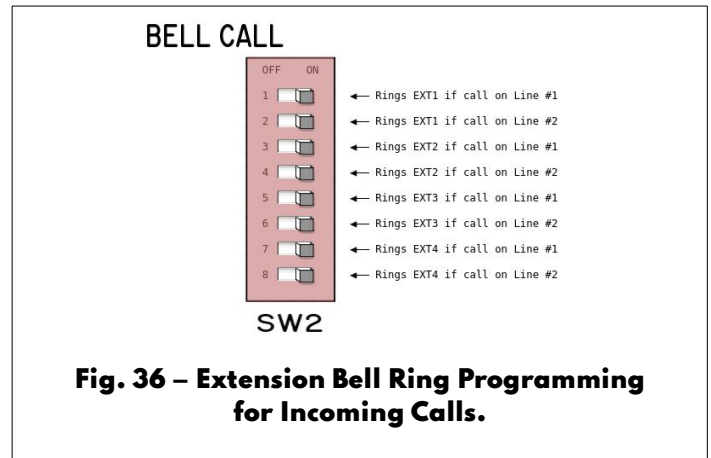 BELL CALL
OFF ON
1 ← Rings EXT1 if call on Line #1
2 ← Rings EXT1 if call on Line #2
3 ← Rings EXT2 if call on Line #1
4 ← Rings EXT2 if call on Line #2
5 ← Rings EXT3 if call on Line #1
6 ← Rings EXT3 if call on Line #2
7 ← Rings EXT4 if call on Line #1
8 ← Rings EXT4 if call on Line #2
SW2
Fig. 36 – Extension Bell Ring Programming
for Incoming Calls.